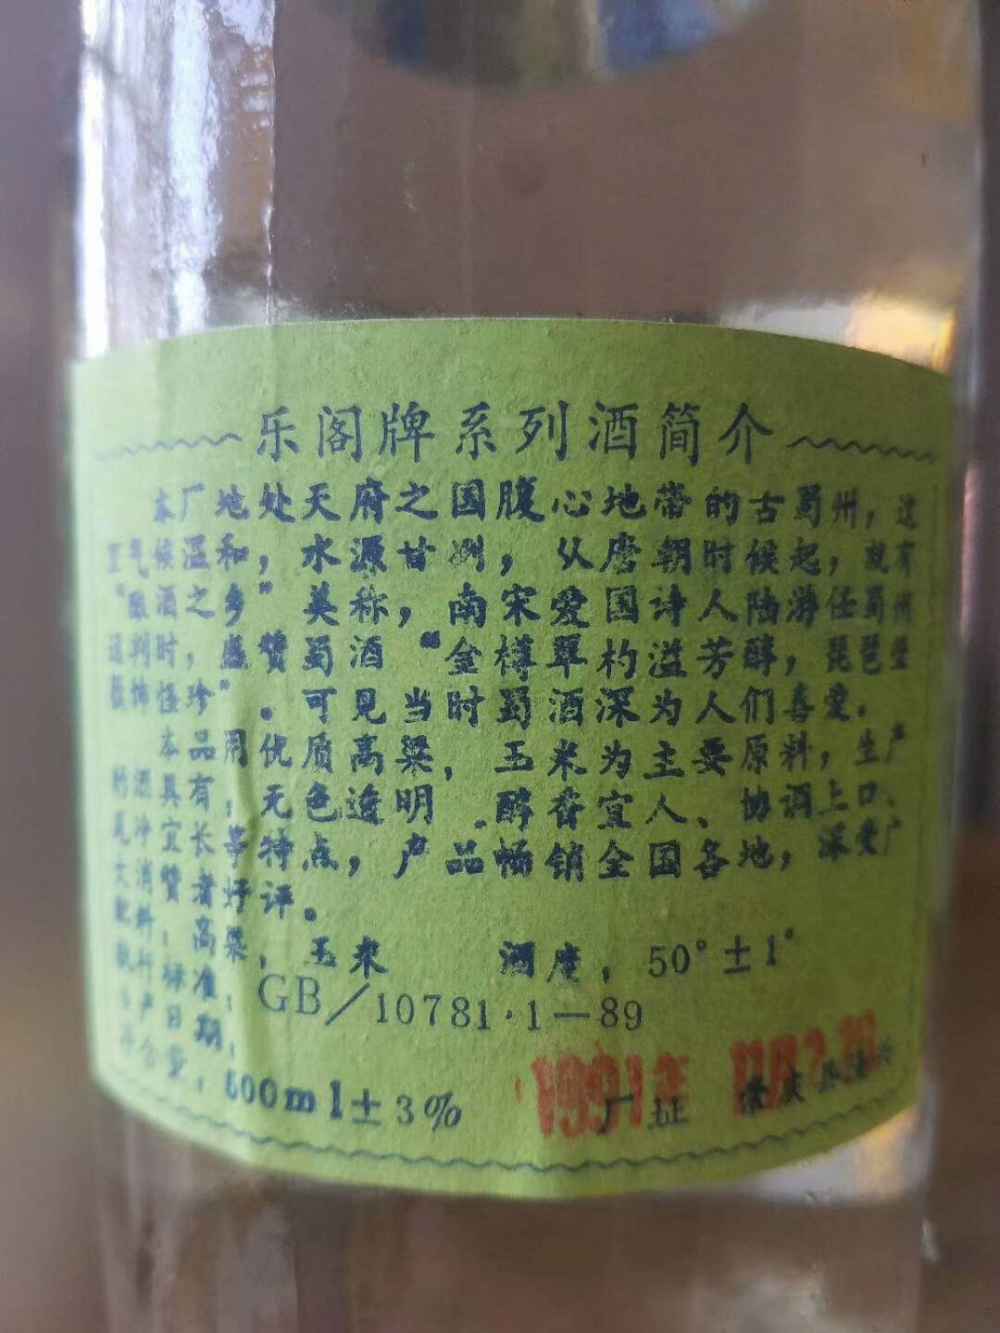 乐阁牌系列酒简介
本厂地处天府之国腹心地带的古蜀州，这
里气候温和，水源甘洌，从唐朝时候起，就有
“酿酒之乡”美称，南宋爱国诗人陆游任蜀州
通判时，盛赞蜀酒“金樽翠杓溢芳醇，琵琶
饰怪珍”。可见当时蜀酒深为人们喜爱。
本品用优质高粱，玉米为主要原料，生产
的酒具有，无色透明．醇香宜人、协调上口、
尾净宜长等特点，产品畅销全国各地，深受广
大消费者好评。
配料：高粱，玉米 酒度，50°±1°
执行标准：GB／10781·1—89
生产日期：
净含量：500ml±3% 厂址
1991年